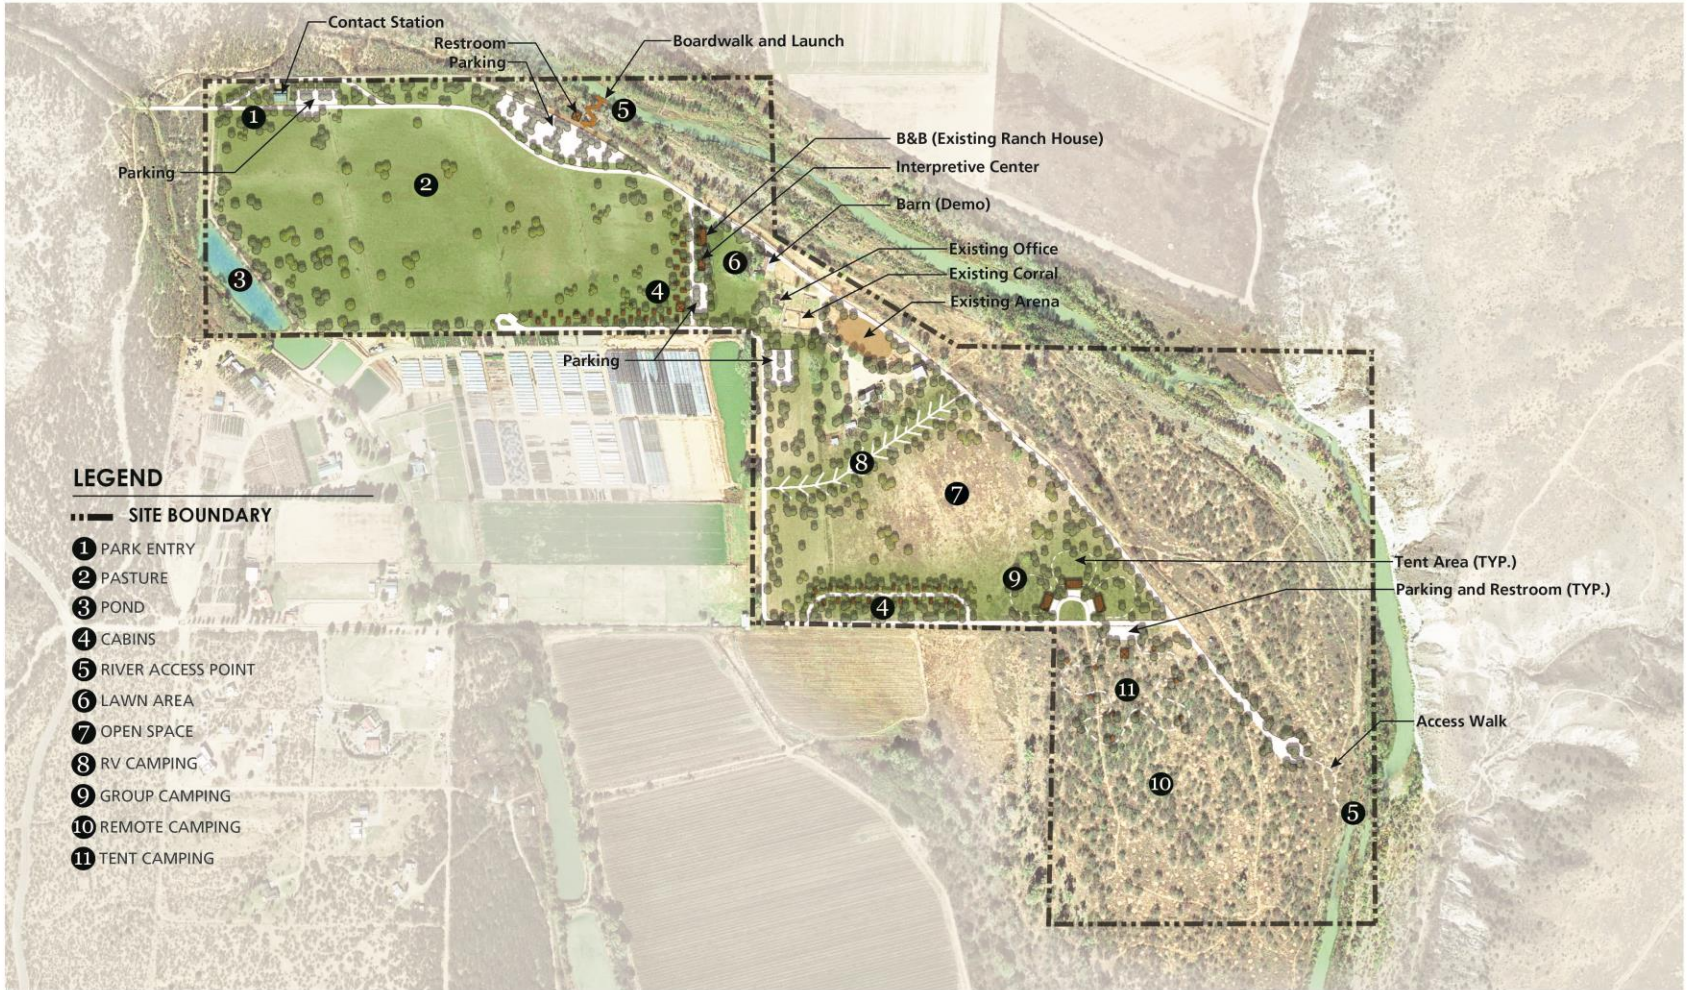 Contact Station
Restroom
Parking
Boardwalk and Launch
5
1
B&B (Existing Ranch House)
Interpretive Center
Parking
2
Barn (Demo)
Existing Office
6
Existing Corral
3
4
Existing Arena
Parking
8
7
Tent Area (TYP.)
9
Parking and Restroom (TYP.)
4
11
Access Walk
10
5
LEGEND
SITE BOUNDARY
1 PARK ENTRY
2 PASTURE
3 POND
4 CABINS
5 RIVER ACCESS POINT
6 LAWN AREA
7 OPEN SPACE
8 RV CAMPING
9 GROUP CAMPING
10 REMOTE CAMPING
11 TENT CAMPING